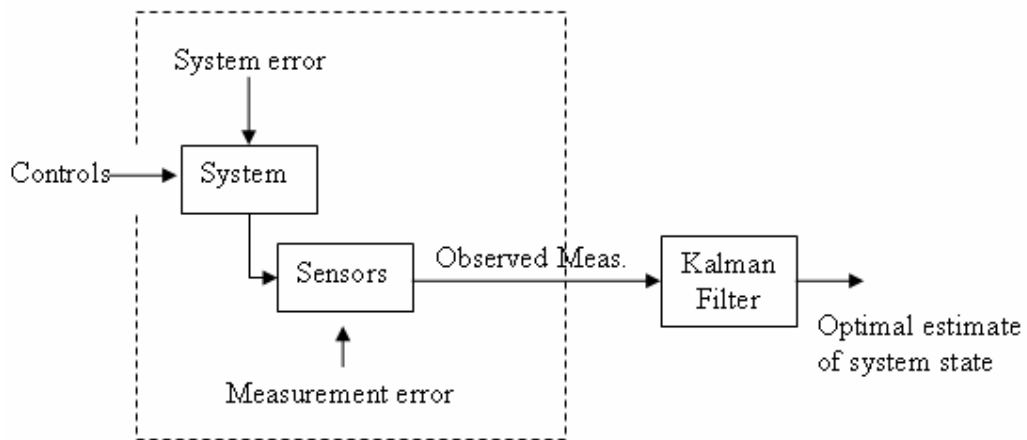 System error
Controls
System
Sensors
Observed Meas.
Kalman
Filter
Optimal estimate
of system state
Measurement error